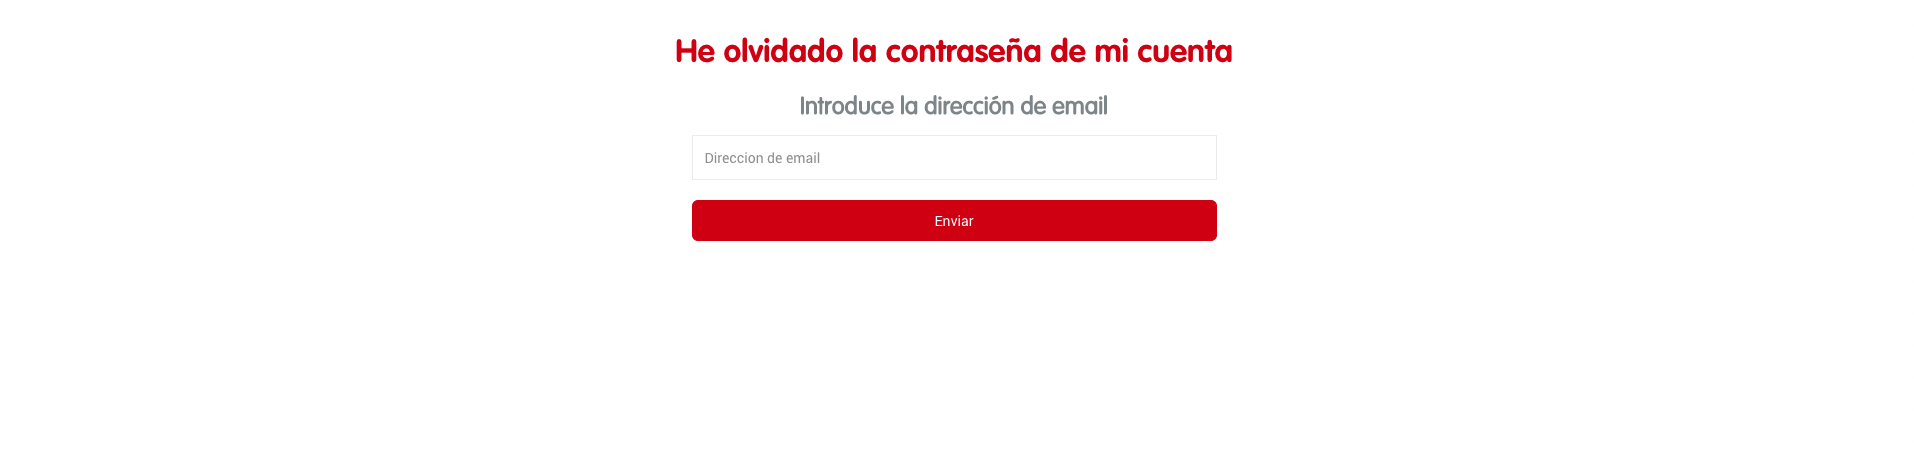 He olvidado la contraseña de mi cuenta
Introduce la dirección de email
Direccion de email
Enviar